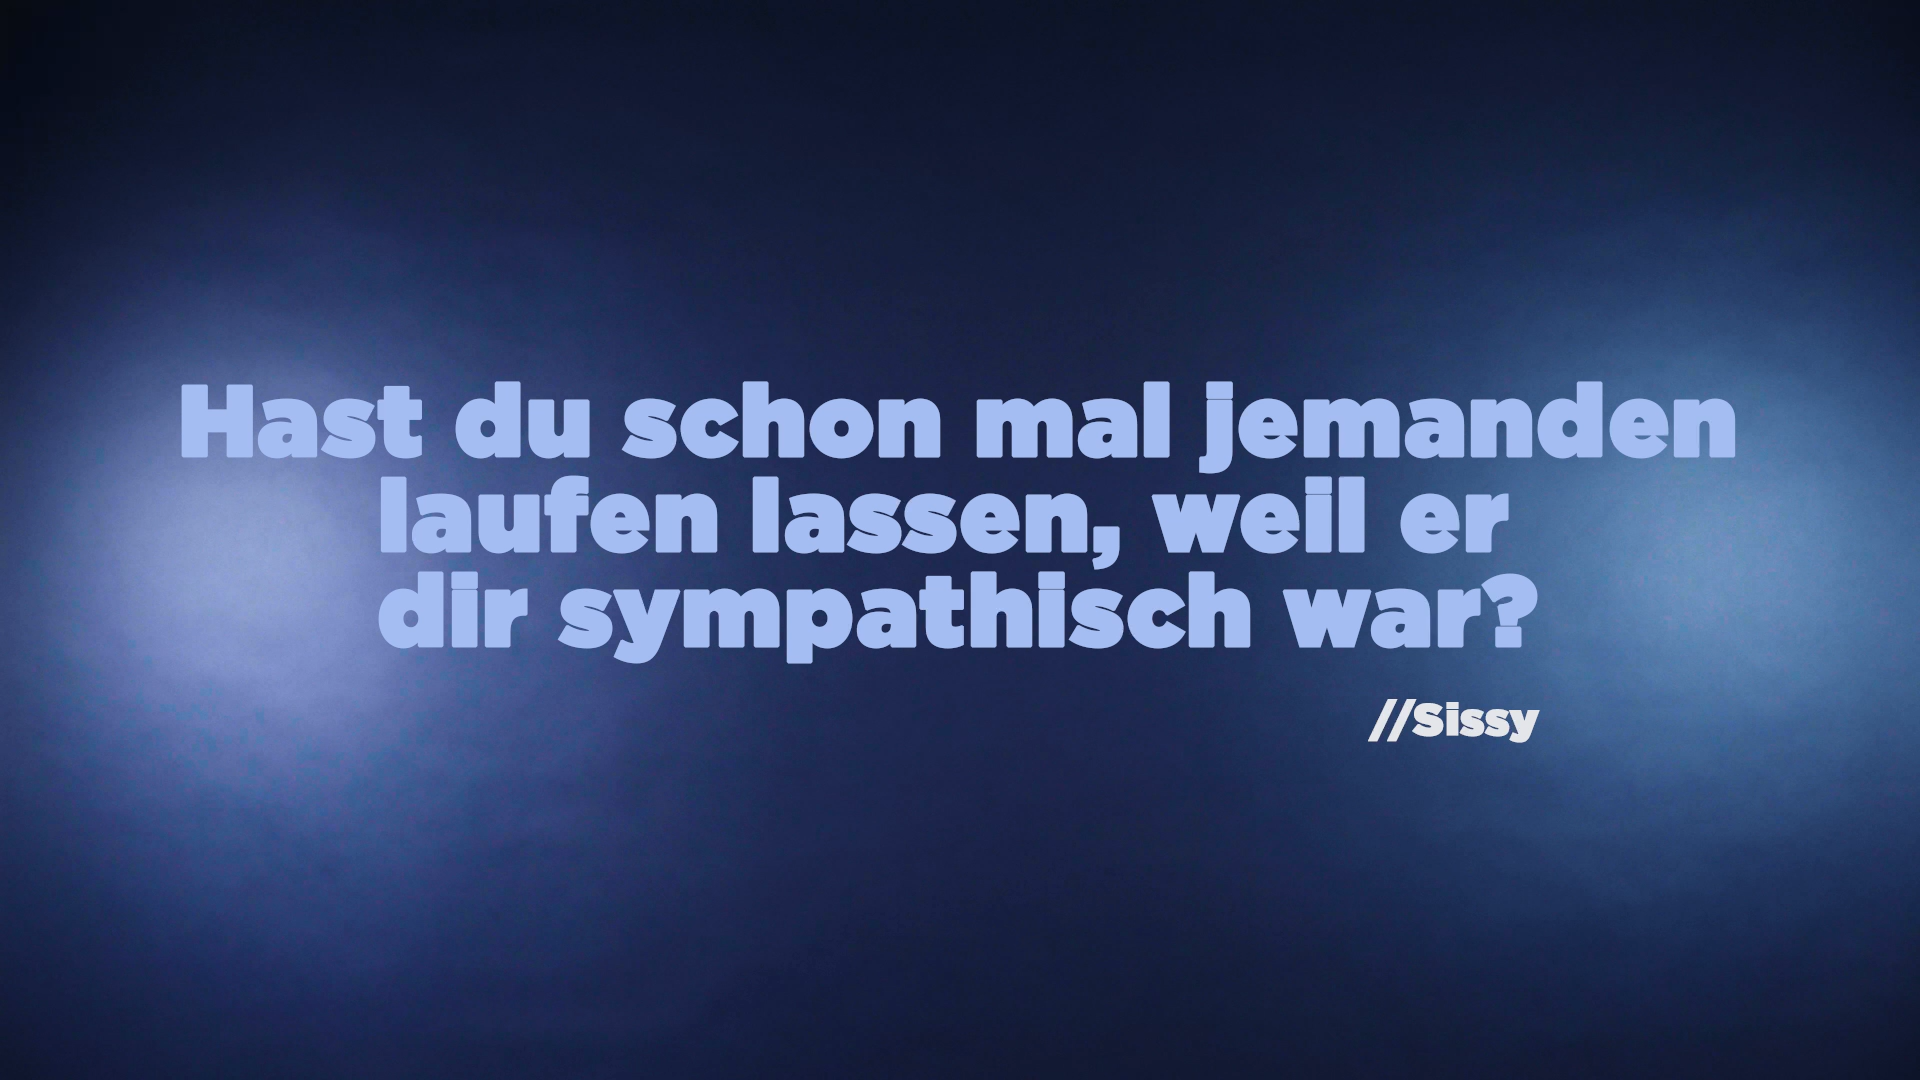 Hast du schon mal jemanden
laufen lassen, weil er
dir sympathisch war?
//Sissy